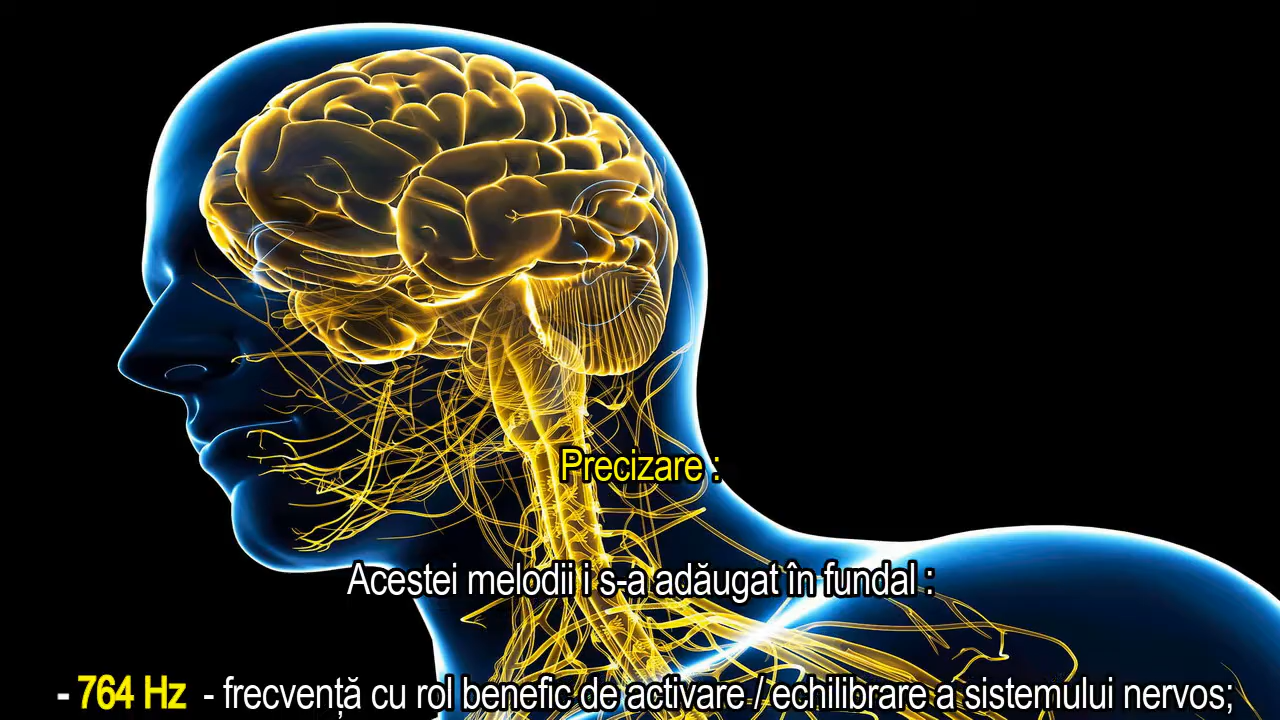 Precizare :
Acestei melodii i s-a adăugat în fundal :
- 764 Hz - frecvență cu rol benefic de activare / echilibrare a sistemului nervos;